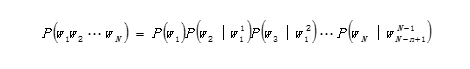 P(w₁w₂ ⋯ w_N) = P(w₁)P(w₂ | w₁¹)P(w₃ | w₁²) ⋯ P(w_N | w_{N-n+1}^{N-1})